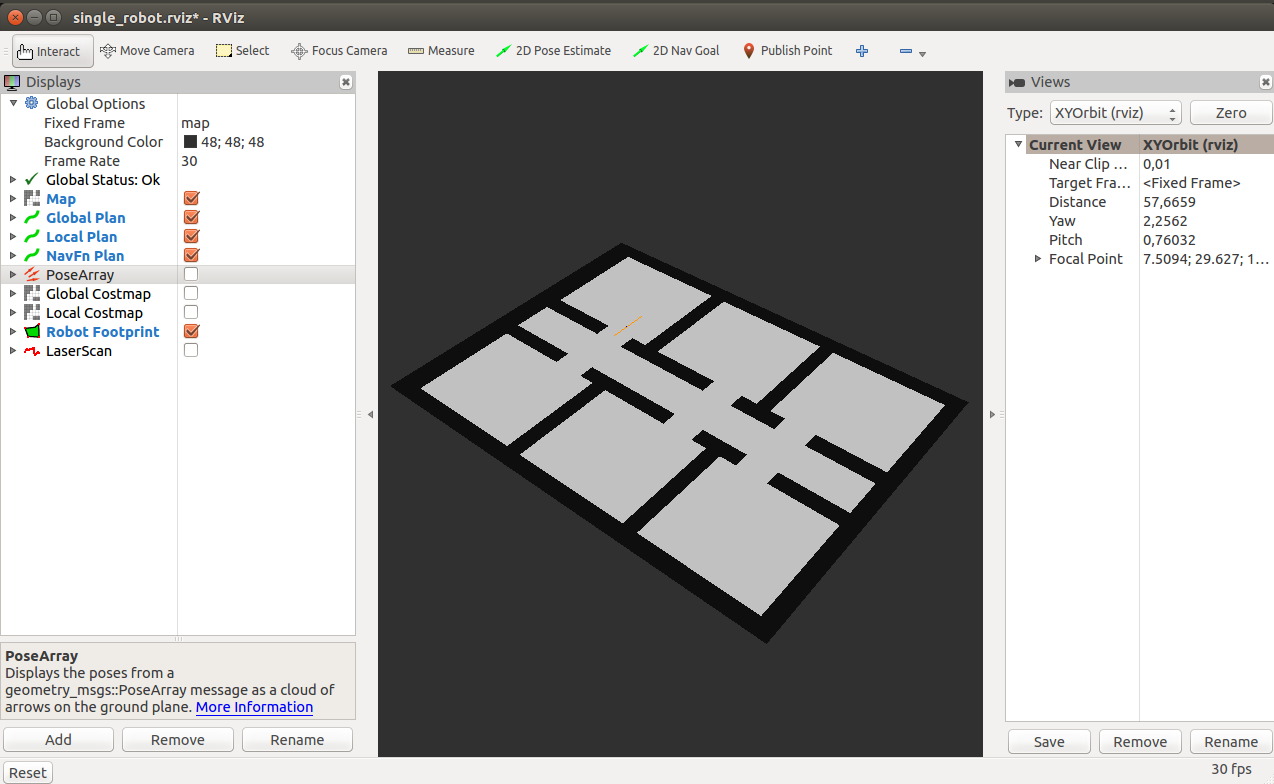 single_robot.rviz* - RViz
Interact Move Camera Select Focus Camera Measure 2D Pose Estimate 2D Nav Goal Publish Point
Displays
Global Options
Fixed Frame map
Background Color 48; 48; 48
Frame Rate 30
Global Status: Ok
Map
Global Plan
Local Plan
NavFn Plan
PoseArray
Global Costmap
Local Costmap
Robot Footprint
LaserScan
PoseArray
Displays the poses from a
geometry_msgs::PoseArray message as a cloud of
arrows on the ground plane. More Information
Add Remove Rename
Reset
Views
Type: XYOrbit (rviz) Zero
Current View XYOrbit (rviz)
Near Clip ... 0,01
Target Fra... <Fixed Frame>
Distance 57,6659
Yaw 2,2562
Pitch 0,76032
Focal Point 7.5094; 29.627; 1...
Save Remove Rename
30 fps